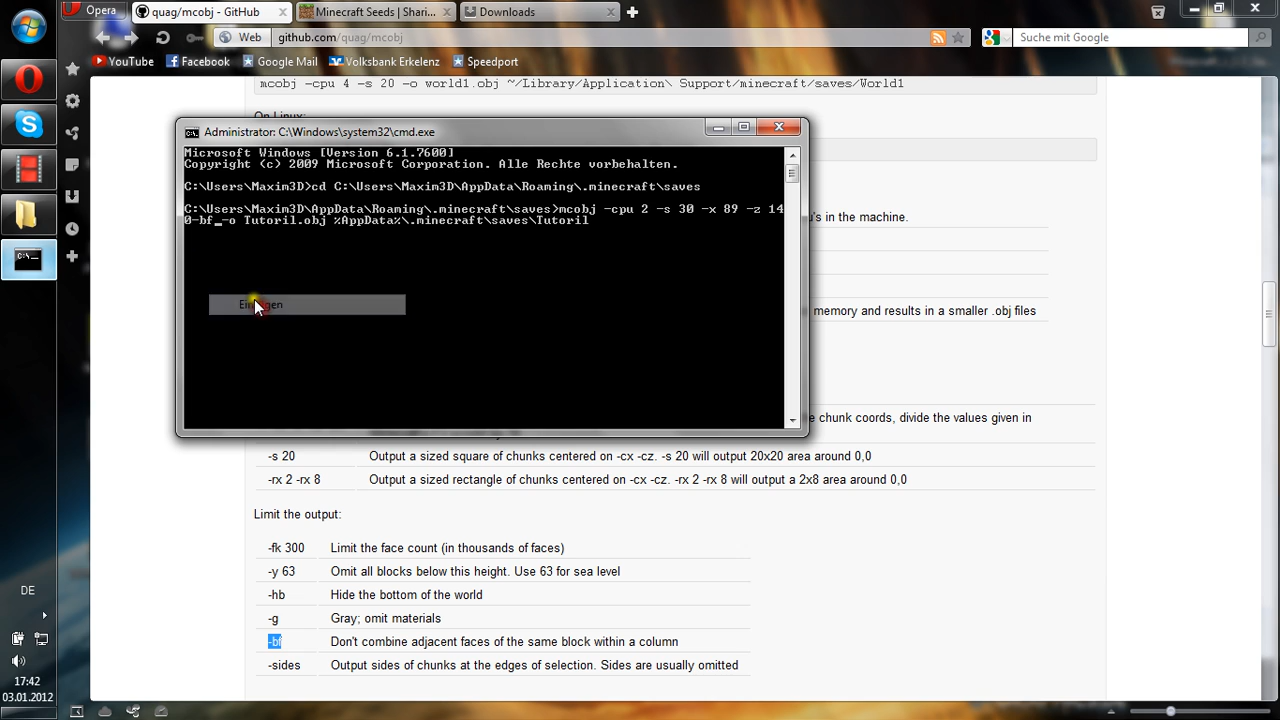 Opera
quag/mcobj - GitHub
Minecraft Seeds | Shari...
Downloads
Web
github.com/quag/mcobj
Suche mit Google
YouTube
Facebook
Google Mail
Volksbank Erkelenz
Speedport
mcobj -cpu 4 -s 20 -o world1.obj ~/Library/Application\ Support/minecraft/saves/World1
On Linux:
Administrator: C:\Windows\system32\cmd.exe
Microsoft Windows [Version 6.1.7600]
Copyright (c) 2009 Microsoft Corporation. Alle Rechte vorbehalten.
C:\Users\Maxim3D>cd C:\Users\Maxim3D\AppData\Roaming\.minecraft\saves
C:\Users\Maxim3D\AppData\Roaming\.minecraft\saves>mcobj -cpu 2 -s 30 -x 89 -z 14
0-bf_-o Tutoril.obj %AppData%\.minecraft\saves\Tutoril
Einfügen
's in the machine.
memory and results in a smaller .obj files
chunk coords, divide the values given in
-s 20 Output a sized square of chunks centered on -cx -cz. -s 20 will output 20x20 area around 0,0
-rx 2 -rx 8 Output a sized rectangle of chunks centered on -cx -cz. -rx 2 -rx 8 will output a 2x8 area around 0,0
Limit the output:
-fk 300 Limit the face count (in thousands of faces)
-y 63 Omit all blocks below this height. Use 63 for sea level
-hb Hide the bottom of the world
-g Gray; omit materials
-bf Don't combine adjacent faces of the same block within a column
-sides Output sides of chunks at the edges of selection. Sides are usually omitted
DE
17:42
03.01.2012